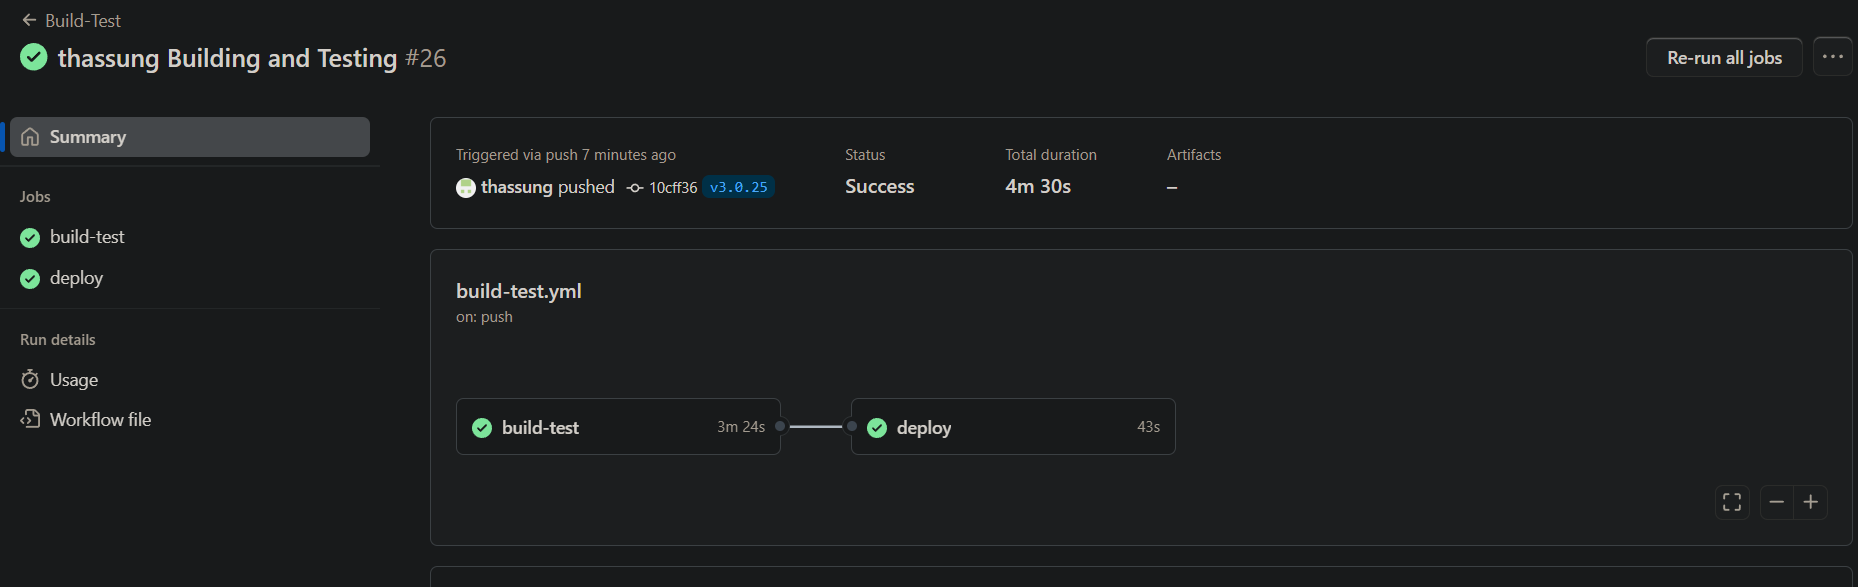 Build-Test
thassung Building and Testing #26
Re-run all jobs
Summary
Jobs
build-test
deploy
Run details
Usage
Workflow file
Triggered via push 7 minutes ago
thassung pushed 10cff36 v3.0.25
Status
Success
Total duration
4m 30s
Artifacts
–
build-test.yml
on: push
build-test 3m 24s
deploy 43s